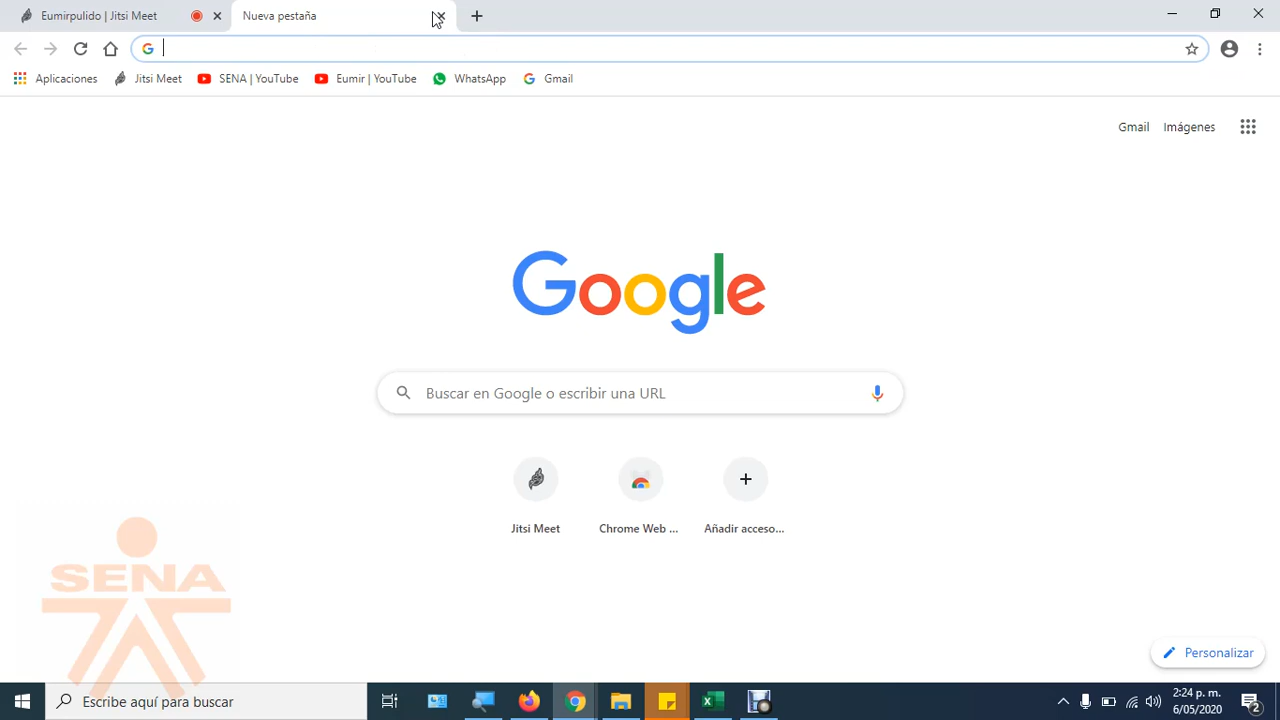 Eumirpulido | Jitsi Meet
Nueva pestaña
Aplicaciones
Jitsi Meet
SENA | YouTube
Eumir | YouTube
WhatsApp
Gmail
Gmail
Imágenes
Google
Buscar en Google o escribir una URL
Jitsi Meet
Chrome Web ...
Añadir acceso...
SENA
Personalizar
Escribe aquí para buscar
2:24 p. m.
6/05/2020
2